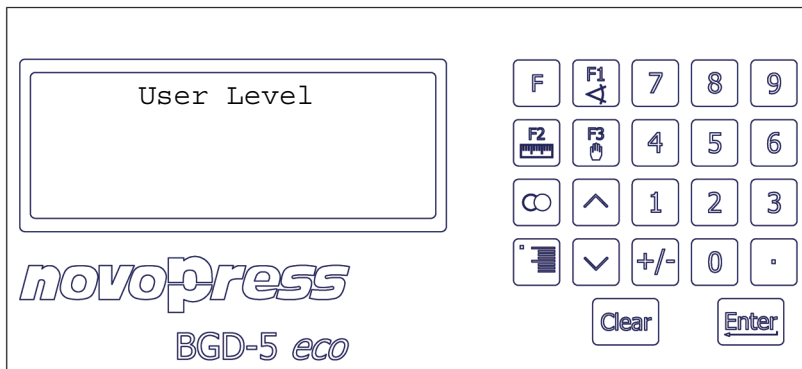 User Level
F F1 7 8 9
F2 F3 4 5 6
1 2 3
+/- 0 .
Clear Enter
novopress
BGD-5 eco